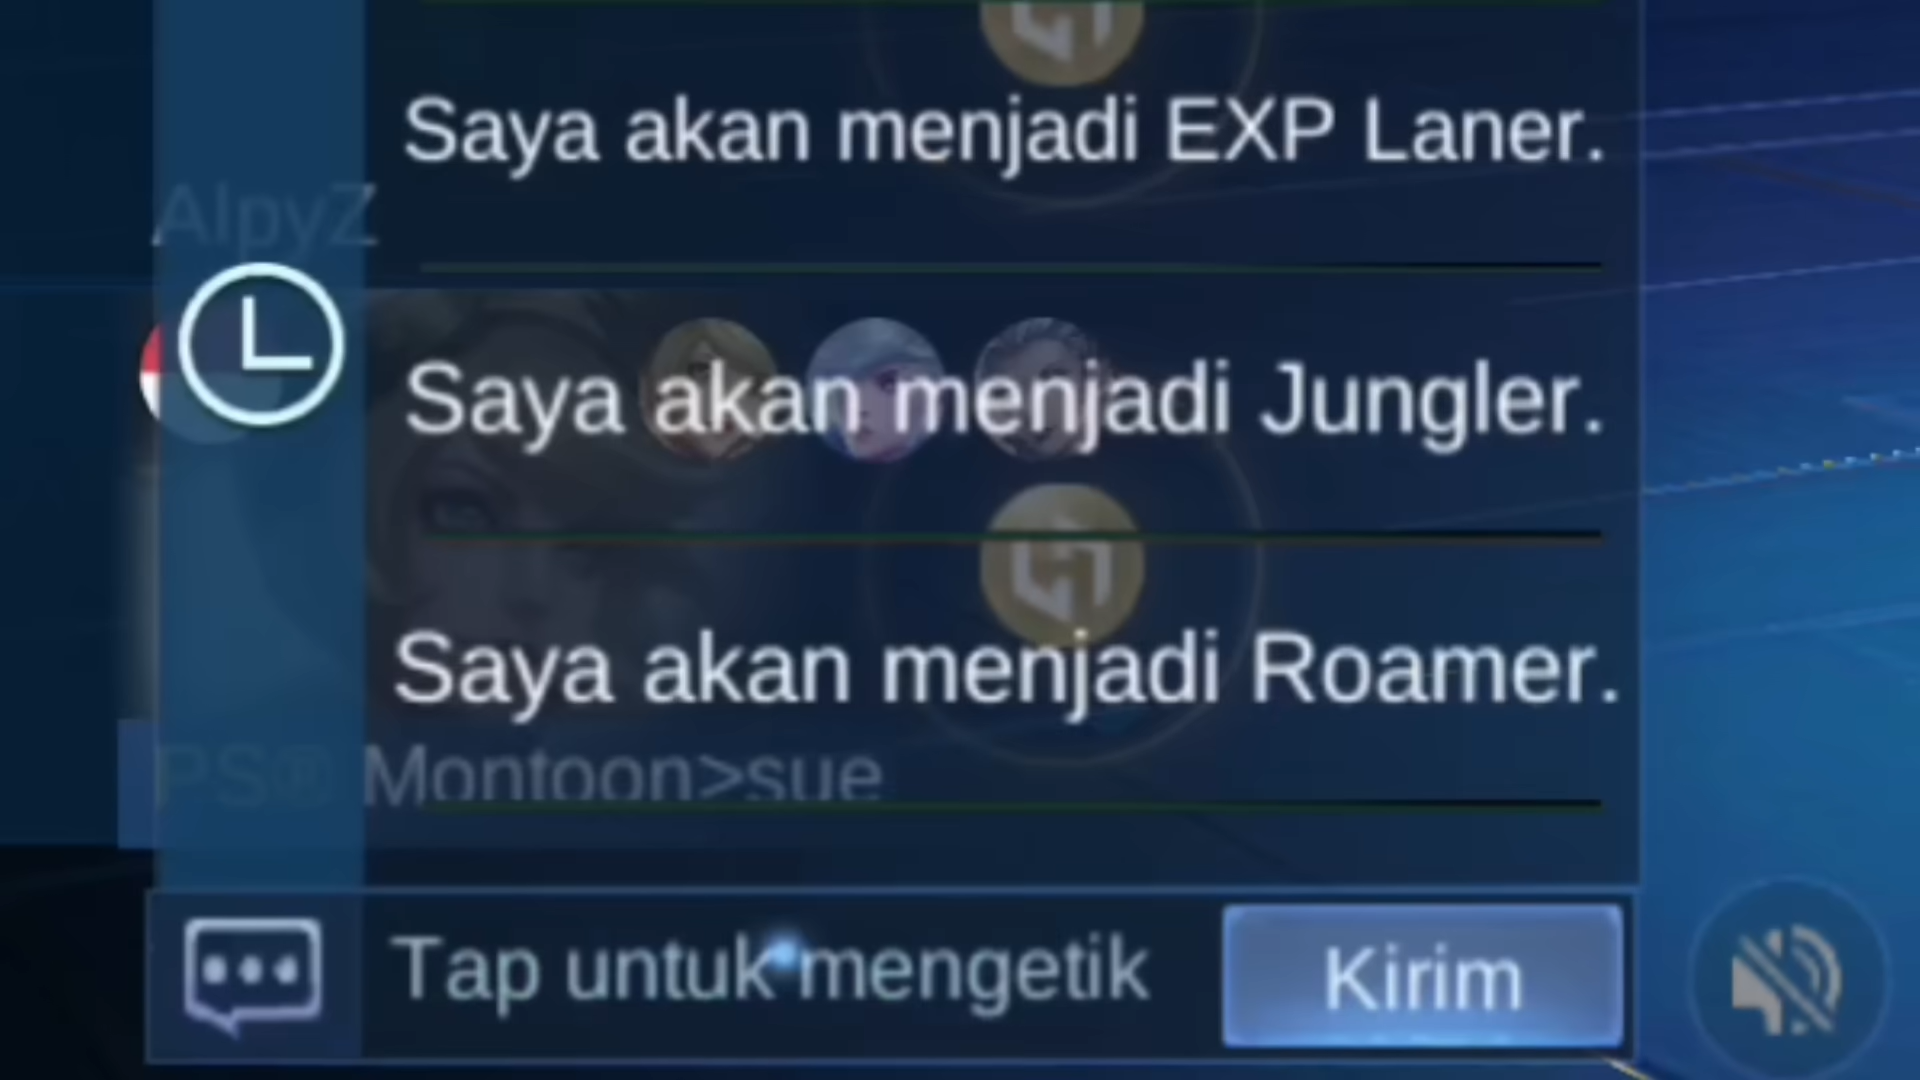 Saya akan menjadi EXP Laner.
AlpyZ
Saya akan menjadi Jungler.
Saya akan menjadi Roamer.
PS® Montoon>sue
Tap untuk mengetik
Kirim